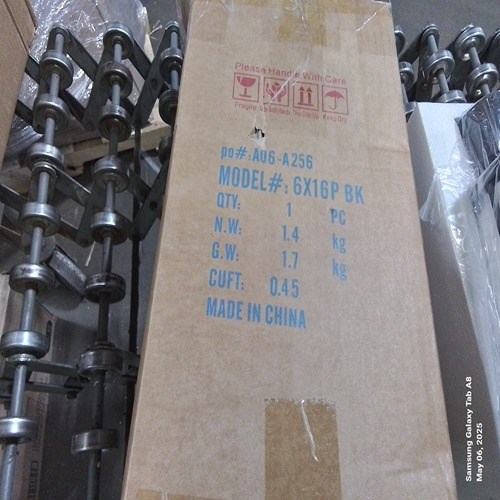 Please Handle With Care
po#:A06-A256
MODEL#: 6X16P BK
QTY: 1 PC
N.W: 1.4 kg
G.W: 1.7 kg
CUFT: 0.45
MADE IN CHINA
Samsung Galaxy Tab A8
May 06, 2025